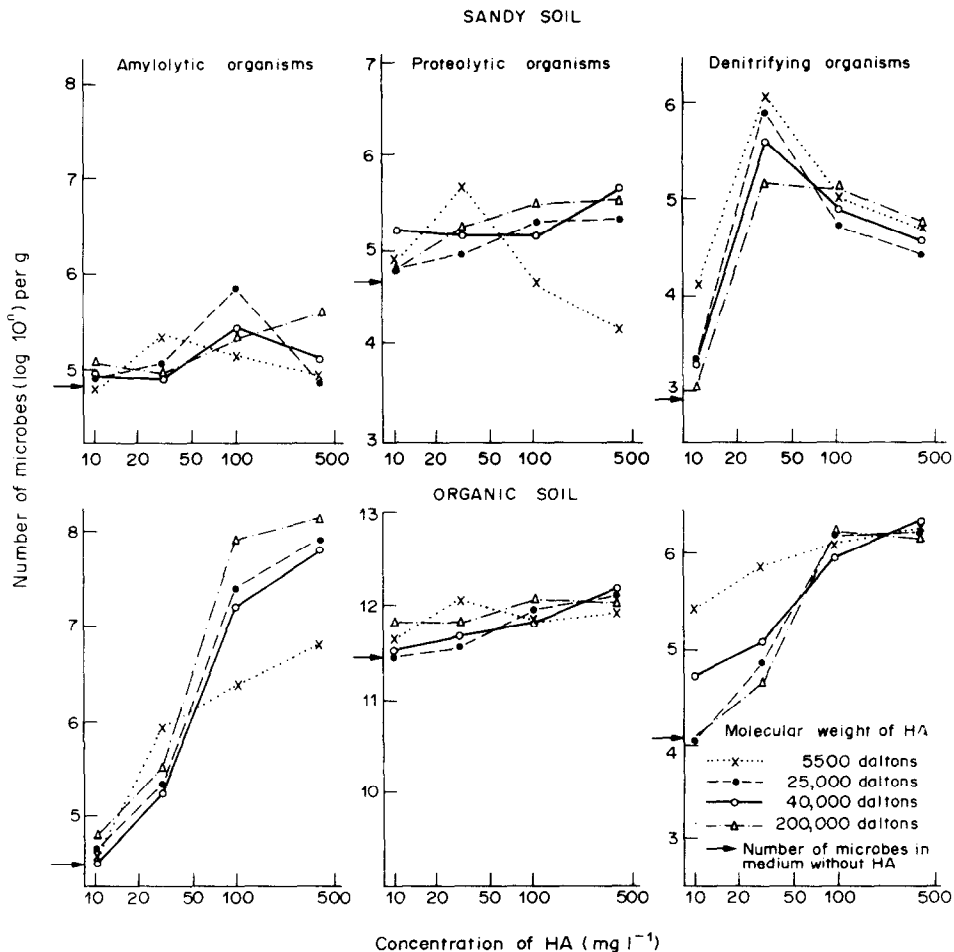 SANDY SOIL
Amylolytic organisms
Proteolytic organisms
Denitrifying organisms
8
7
6
5
7
6
5
4
3
6
5
4
3
10 20 50 100 500
10 20 50 100 500
10 20 50 100 500
Number of microbes (log 10ⁿ) per g
ORGANIC SOIL
8
7
6
5
13
12
11
10
6
5
4
3
Molecular weight of HA
5500 daltons
25,000 daltons
40,000 daltons
200,000 daltons
Number of microbes in
medium without HA
10 20 50 100 500
10 20 50 100 500
10 20 50 100 500
Concentration of HA (mg l⁻¹)